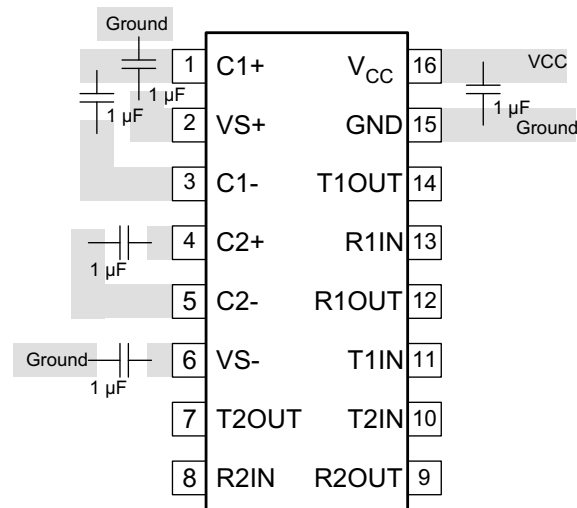 Ground
1 C1+ VCC 16 VCC
1 µF
1 µF
1 µF
2 VS+ GND 15 Ground
3 C1- T1OUT 14
4 C2+ R1IN 13
1 µF
5 C2- R1OUT 12
Ground 6 VS- T1IN 11
1 µF
7 T2OUT T2IN 10
8 R2IN R2OUT 9